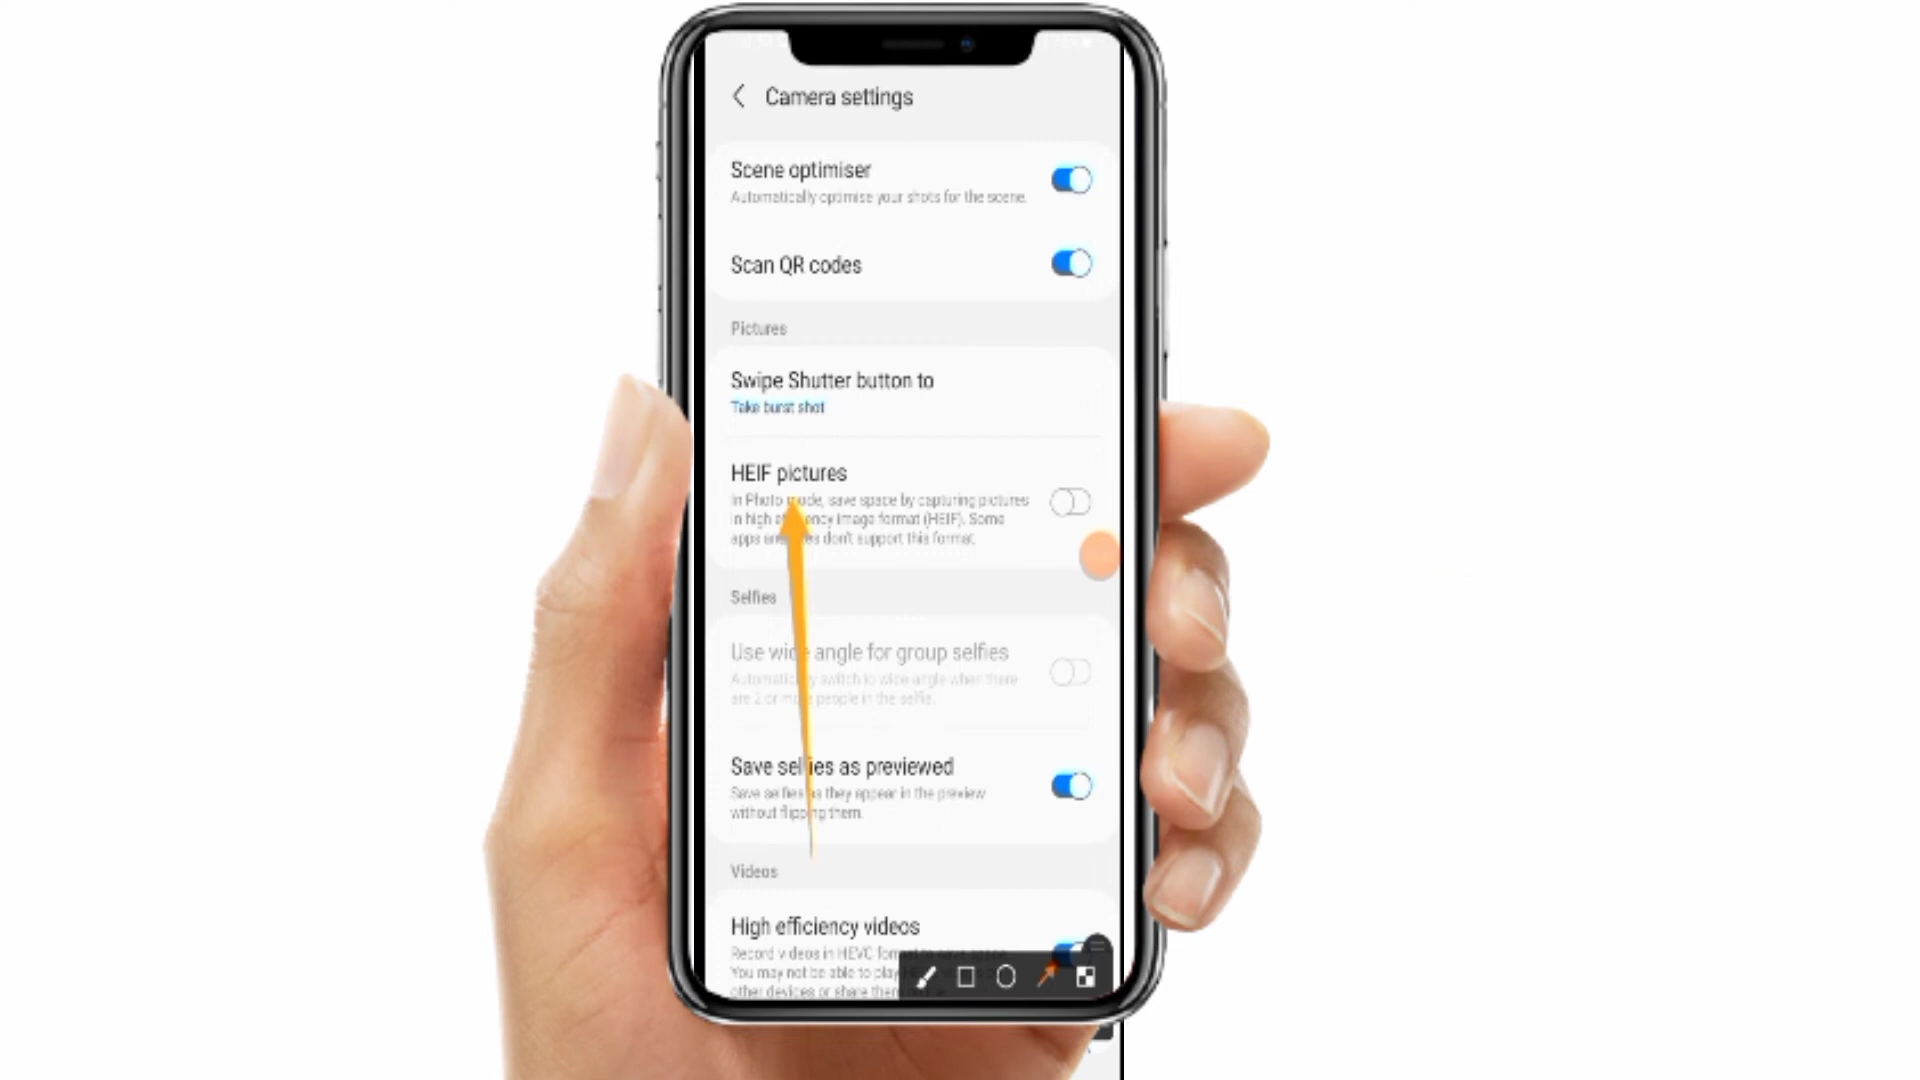 Camera settings
Scene optimiser
Automatically optimise your shots for the scene.
Scan QR codes
Pictures
Swipe Shutter button to
Take burst shot
HEIF pictures
In Photo mode, save space by capturing pictures
in high efficiency image format (HEIF). Some
apps and don't support this format.
Selfies
Use wide angle for group selfies
Automatically switch to wide angle when there
are 2 or more people in the selfie.
Save selfies as previewed
Save selfies as they appear in the preview
without flipping them.
Videos
High efficiency videos
Record videos in HEVC format to save space.
You may not be able to play
other devices or share them